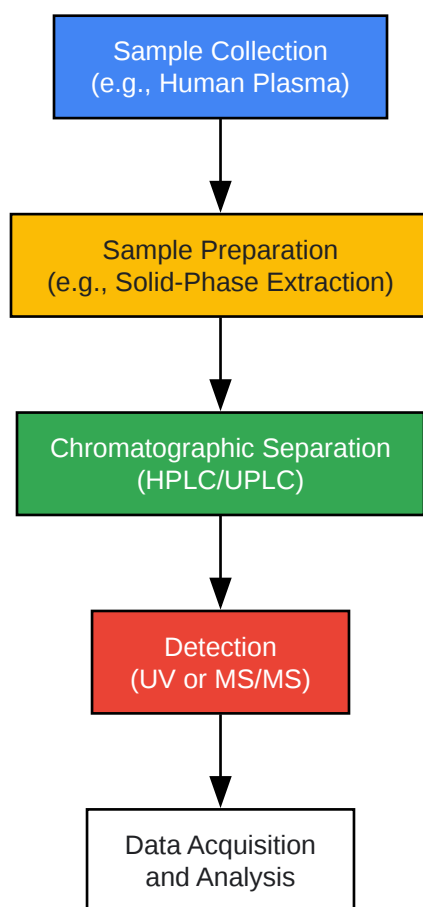 Sample Collection
(e.g., Human Plasma)
Sample Preparation
(e.g., Solid-Phase Extraction)
Chromatographic Separation
(HPLC/UPLC)
Detection
(UV or MS/MS)
Data Acquisition
and Analysis